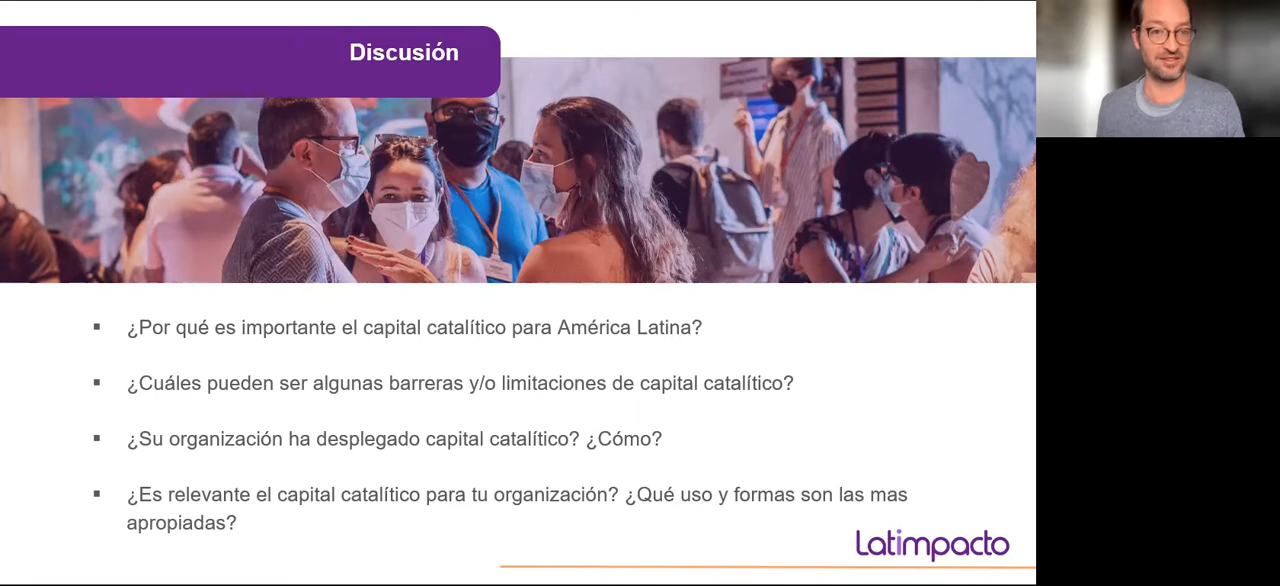 Discusión
¿Por qué es importante el capital catalítico para América Latina?
¿Cuáles pueden ser algunas barreras y/o limitaciones de capital catalítico?
¿Su organización ha desplegado capital catalítico? ¿Cómo?
¿Es relevante el capital catalítico para tu organización? ¿Qué uso y formas son las mas
apropiadas?
Latimpacto